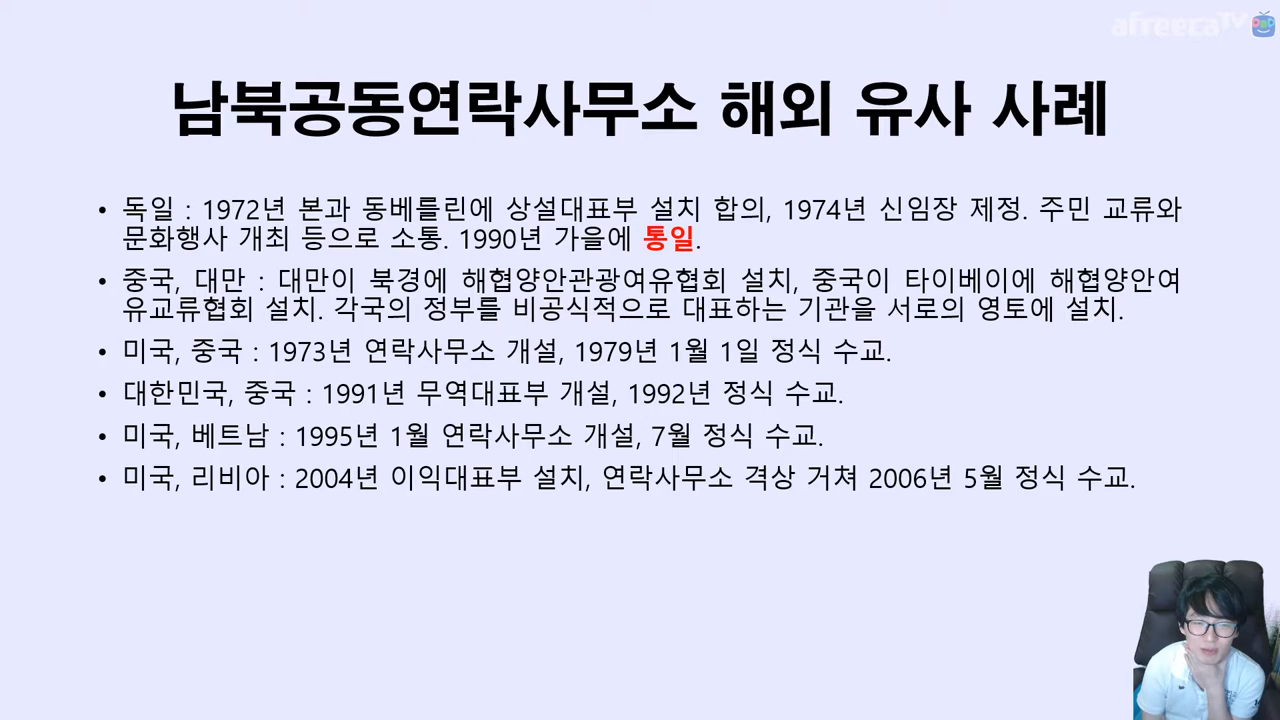 afreecaTV
남북공동연락사무소 해외 유사 사례
• 독일 : 1972년 본과 동베를린에 상설대표부 설치 합의, 1974년 신임장 제정. 주민 교류와
문화행사 개최 등으로 소통. 1990년 가을에 통일.
• 중국, 대만 : 대만이 북경에 해협양안관광여유협회 설치, 중국이 타이베이에 해협양안여
유교류협회 설치. 각국의 정부를 비공식적으로 대표하는 기관을 서로의 영토에 설치.
• 미국, 중국 : 1973년 연락사무소 개설, 1979년 1월 1일 정식 수교.
• 대한민국, 중국 : 1991년 무역대표부 개설, 1992년 정식 수교.
• 미국, 베트남 : 1995년 1월 연락사무소 개설, 7월 정식 수교.
• 미국, 리비아 : 2004년 이익대표부 설치, 연락사무소 격상 거쳐 2006년 5월 정식 수교.